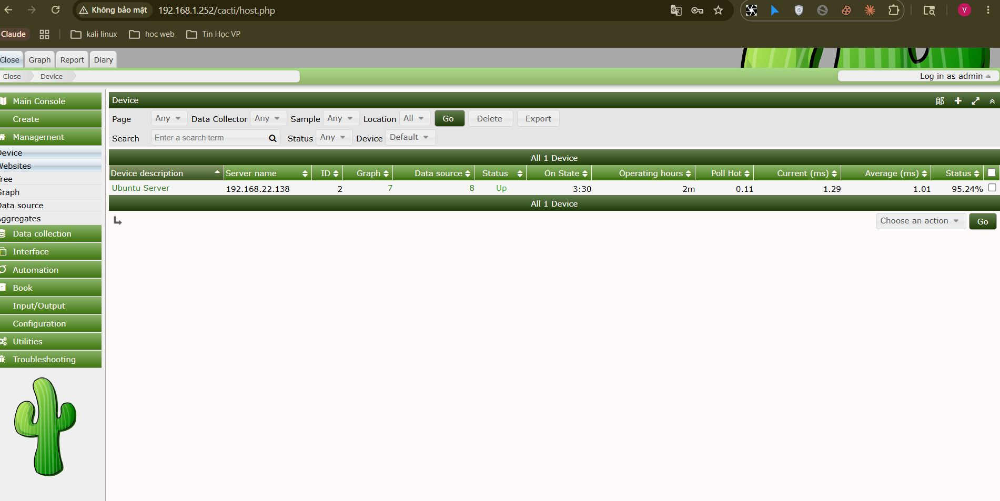 Không bảo mật 192.168.1.252/cacti/host.php V
Claude kali linux hoc web Tin Học VP
Close Graph Report Diary
Close Device Log in as admin
Main Console
Create
Management
Device
Websites
Tree
Graph
Data source
Aggregates
Data collection
Interface
Automation
Book
Input/Output
Configuration
Utilities
Troubleshooting
Device
Page Any Data Collector Any Sample Any Location All Go Delete Export
Search Enter a search term Status Any Device Default
All 1 Device
Device description Server name ID Graph Data source Status On State Operating hours Poll Hot Current (ms) Average (ms) Status
Ubuntu Server 192.168.22.138 2 7 8 Up 3:30 2m 0.11 1.29 1.01 95.24%
All 1 Device
Choose an action Go